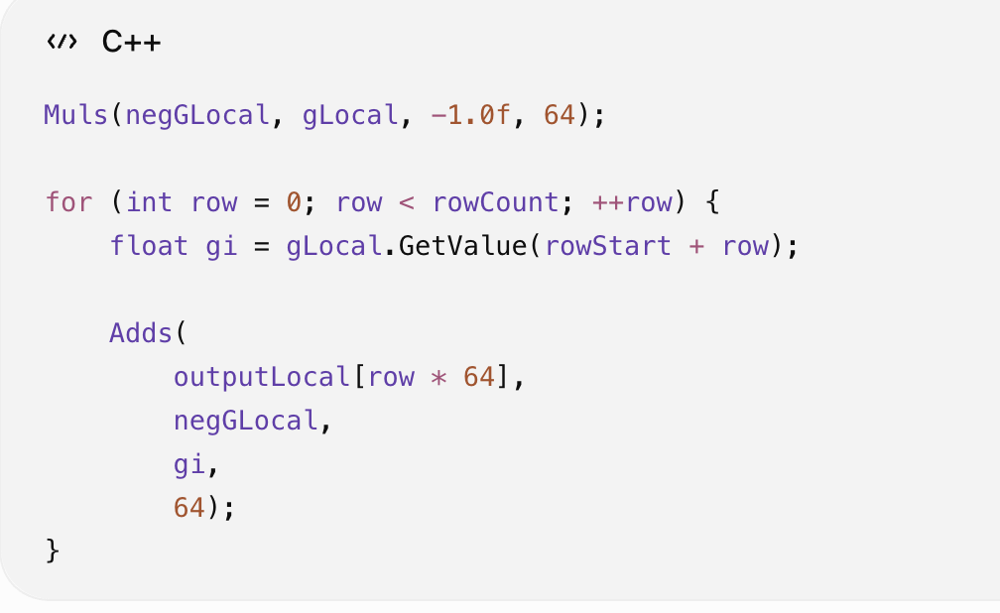 C++
Muls(negGLocal, gLocal, -1.0f, 64);
for (int row = 0; row < rowCount; ++row) {
    float gi = gLocal.GetValue(rowStart + row);
    Adds(
        outputLocal[row * 64],
        negGLocal,
        gi,
        64);
}